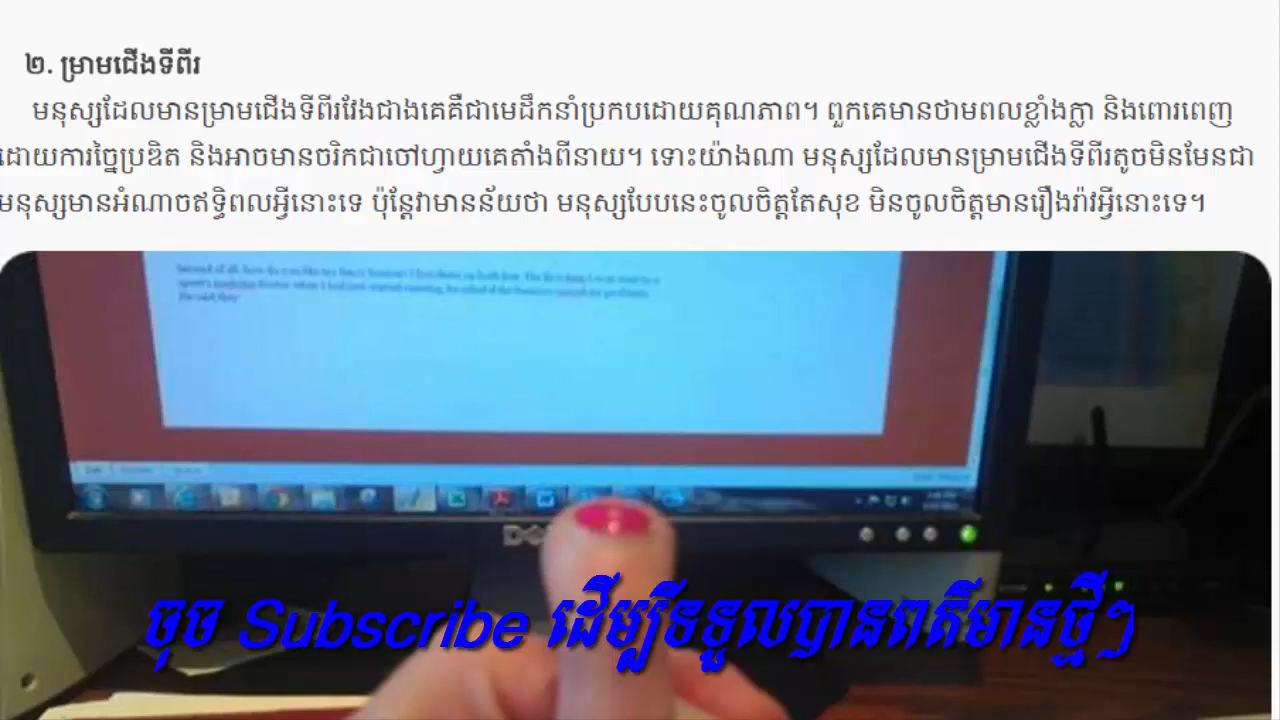 ២. ម្រាមជើងទីពីរ
មនុស្សដែលមានម្រាមជើងទីពីរវែងជាងគេគឺជាមេដឹកនាំប្រកបដោយគុណភាព។ ពួកគេមានថាមពលខ្លាំងក្លា និងពោរពេញ
ដោយការច្នៃប្រឌិត និងអាចមានចរិកជាចៅហ្វាយគេតាំងពីនាយ។ ទោះយ៉ាងណា មនុស្សដែលមានម្រាមជើងទីពីរតូចមិនមែនជា
មនុស្សមានអំណាចឥទ្ធិពលអ្វីនោះទេ ប៉ុន្តែវាមានន័យថា មនុស្សបែបនេះចូលចិត្តតែសុខ មិនចូលចិត្តមានរឿងរ៉ាវអ្វីនោះទេ។
ចុច Subscribe ដើម្បីទទួលបានពត៌មានថ្មីៗ